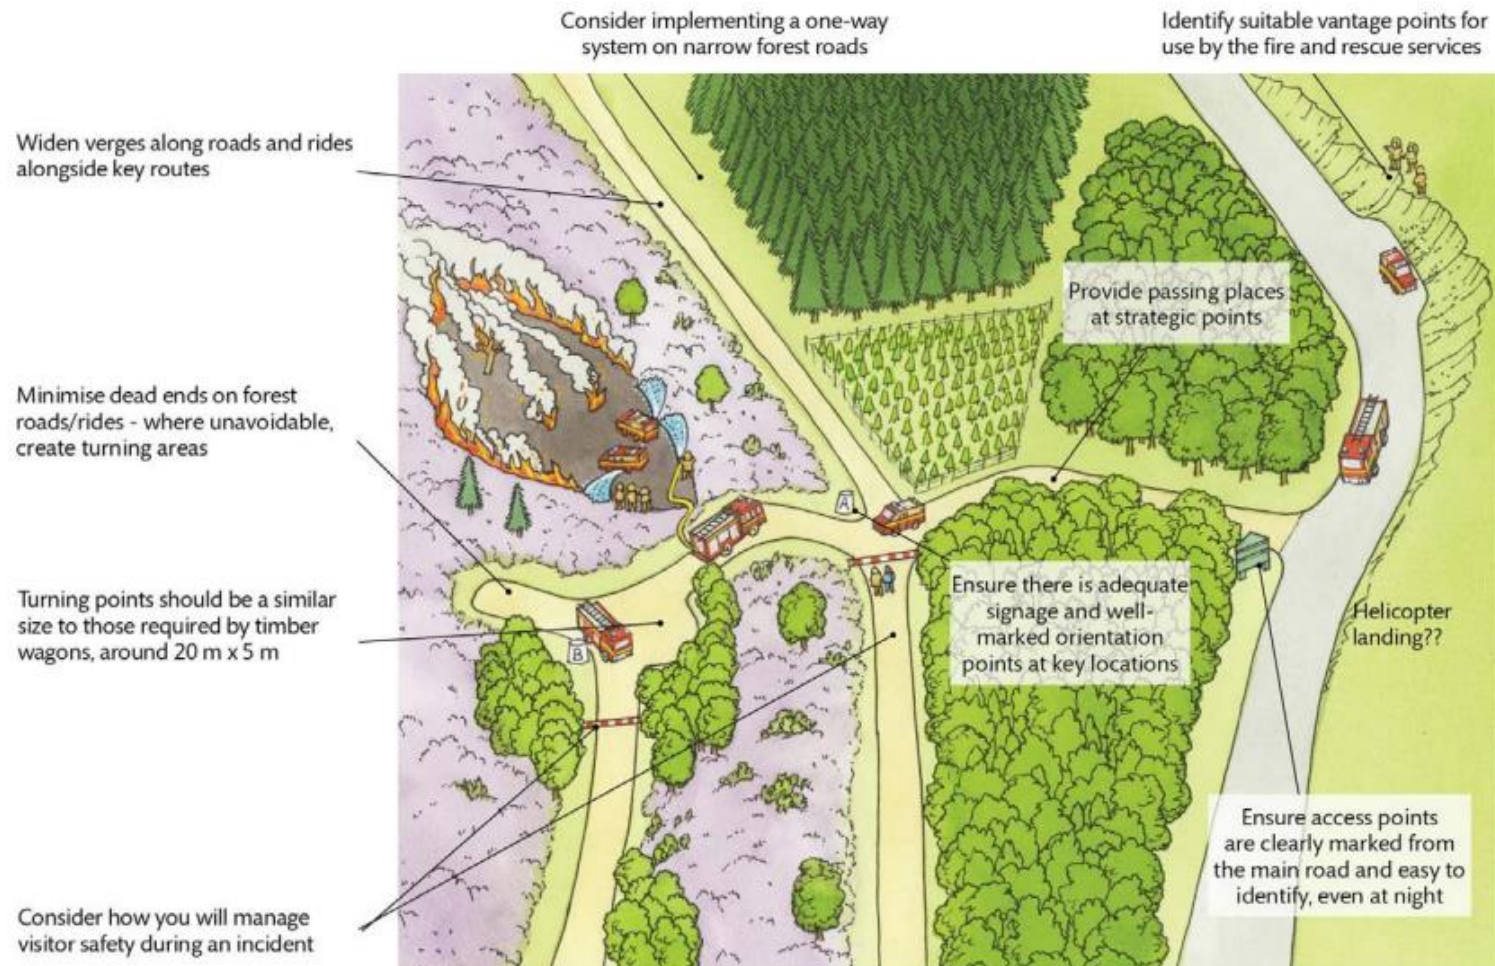 Consider implementing a one-way
system on narrow forest roads
Identify suitable vantage points for
use by the fire and rescue services
Widen verges along roads and rides
alongside key routes
Provide passing places
at strategic points
Minimise dead ends on forest
roads/rides - where unavoidable,
create turning areas
A
Ensure there is adequate
signage and well-
marked orientation
points at key locations
Turning points should be a similar
size to those required by timber
wagons, around 20 m x 5 m
B
Helicopter
landing??
Ensure access points
are clearly marked from
the main road and easy to
identify, even at night
Consider how you will manage
visitor safety during an incident